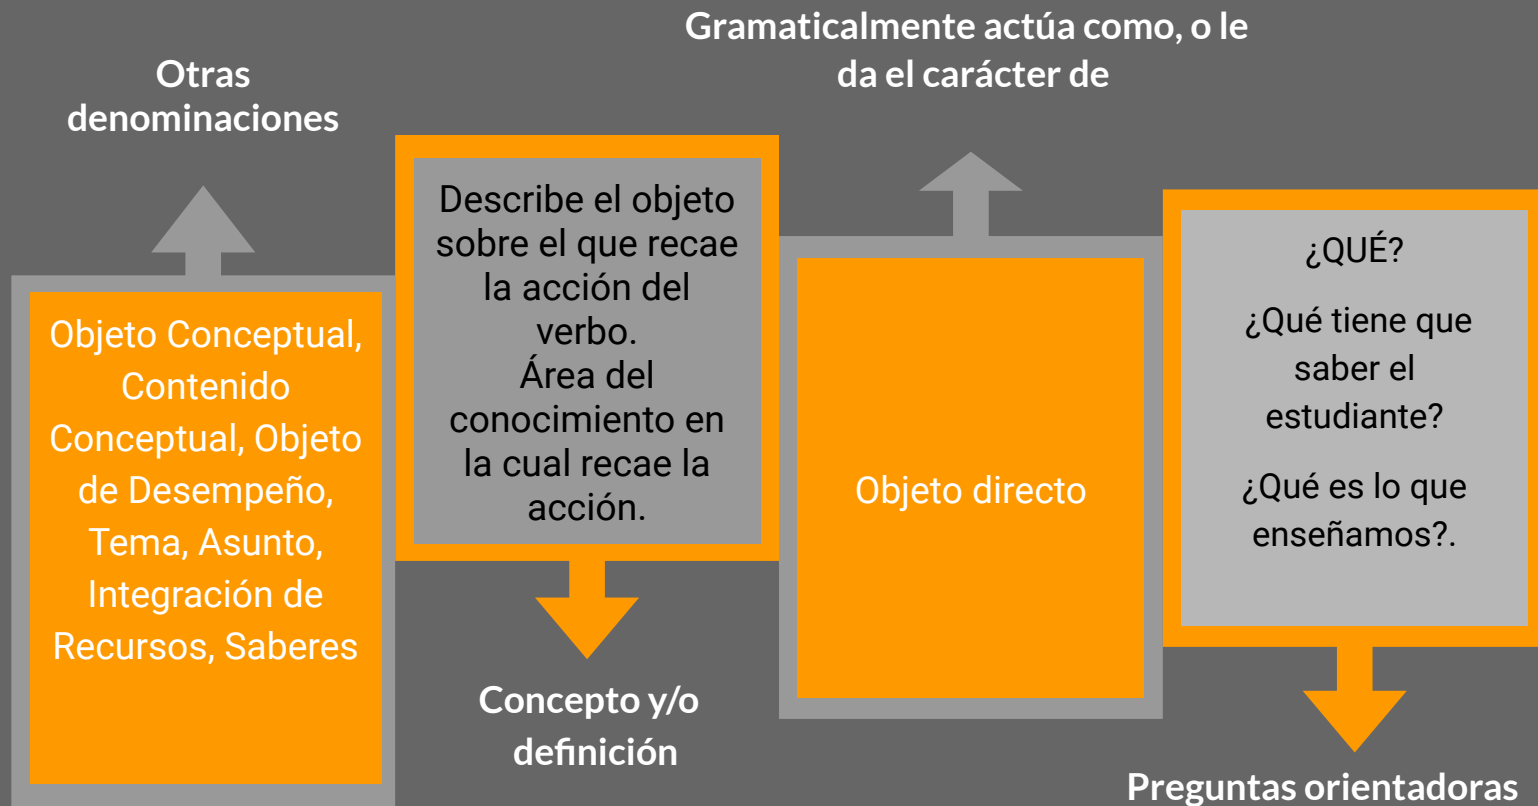 Otras
denominaciones
Objeto Conceptual,
Contenido
Conceptual, Objeto
de Desempeño,
Tema, Asunto,
Integración de
Recursos, Saberes
Describe el objeto
sobre el que recae
la acción del
verbo.
Área del
conocimiento en
la cual recae la
acción.
Concepto y/o
definición
Gramaticalmente actúa como, o le
da el carácter de
Objeto directo
¿QUÉ?
¿Qué tiene que
saber el
estudiante?
¿Qué es lo que
enseñamos?.
Preguntas orientadoras